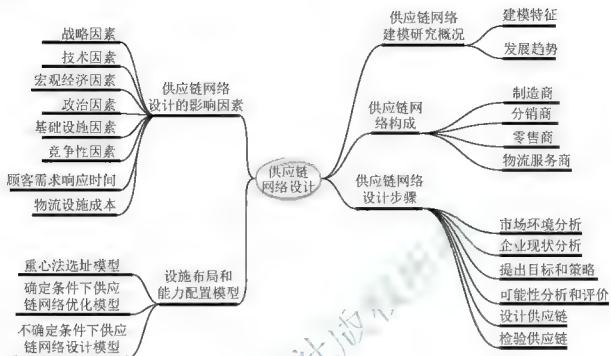 供应链网络
建模研究概况
建模特征
发展趋势
供应链网
络构成
制造商
分销商
零售商
物流服务商
供应链网络
设计步骤
市场环境分析
企业现状分析
提出目标和策略
可能性分析和评价
设计供应链
检验供应链
供应链
网络设计
供应链网络
设计的影响因素
战略因素
技术因素
宏观经济因素
政治因素
基础设施因素
竞争性因素
顾客需求响应时间
物流设施成本
设施布局和
能力配置模型
重心法选址模型
确定条件下供应
链网络优化模型
不确定条件下供应
链网络设计模型